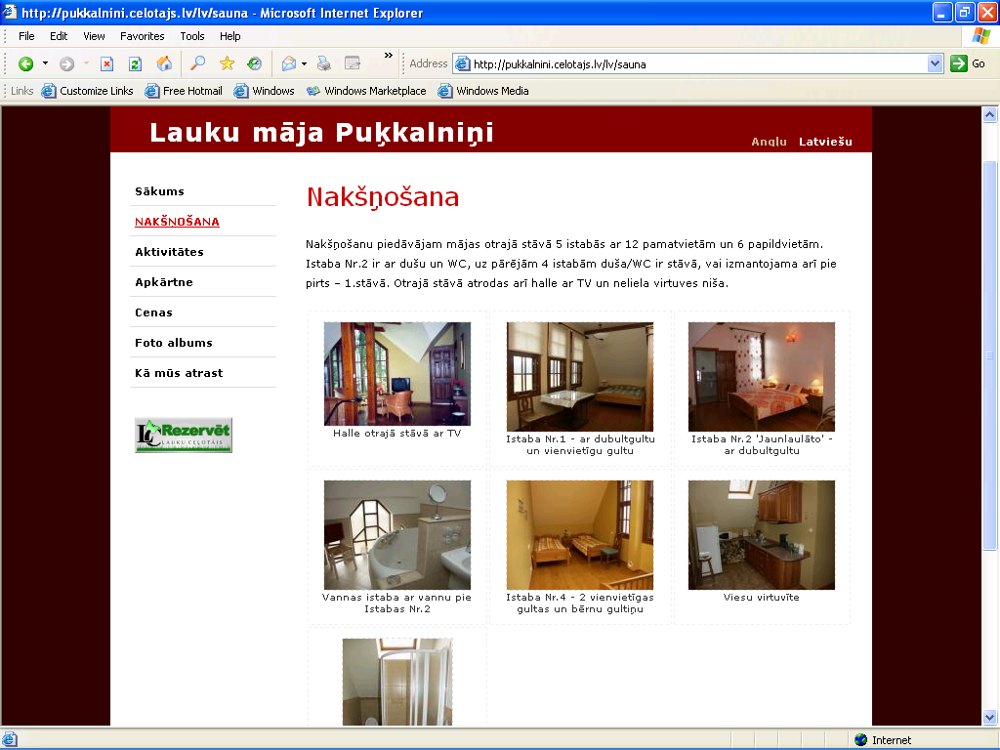 http://pukkalnini.celotajs.lv/lv/sauna - Microsoft Internet Explorer
File Edit View Favorites Tools Help
Address http://pukkalnini.celotajs.lv/lv/sauna Go
Links Customize Links Free Hotmail Windows Windows Marketplace Windows Media
Lauku māja Puķkalniņi
Angļu Latviešu
Sākums
NAKŠŅOŠANA
Aktivitātes
Apkārtne
Cenas
Foto albums
Kā mūs atrast
LC Rezervēt
LAUKU CEĻOTĀJS
Nakšņošana
Nakšņošanu piedāvājam mājas otrajā stāvā 5 istabās ar 12 pamatvietām un 6 papildvietām.
Istaba Nr.2 ir ar dušu un WC, uz pārējām 4 istabām duša/WC ir stāvā, vai izmantojama arī pie
pirts – 1.stāvā. Otrajā stāvā atrodas arī halle ar TV un neliela virtuves niša.
Halle otrajā stāvā ar TV
Istaba Nr.1 - ar dubultgultu
un vienvietīgu gultu
Istaba Nr.2 'Jaunlaulāto' -
ar dubultgultu
Vannas istaba ar vannu pie
Istabas Nr.2
Istaba Nr.4 - 2 vienvietīgas
gultas un bērnu gultiņu
Viesu virtuvīte
Internet